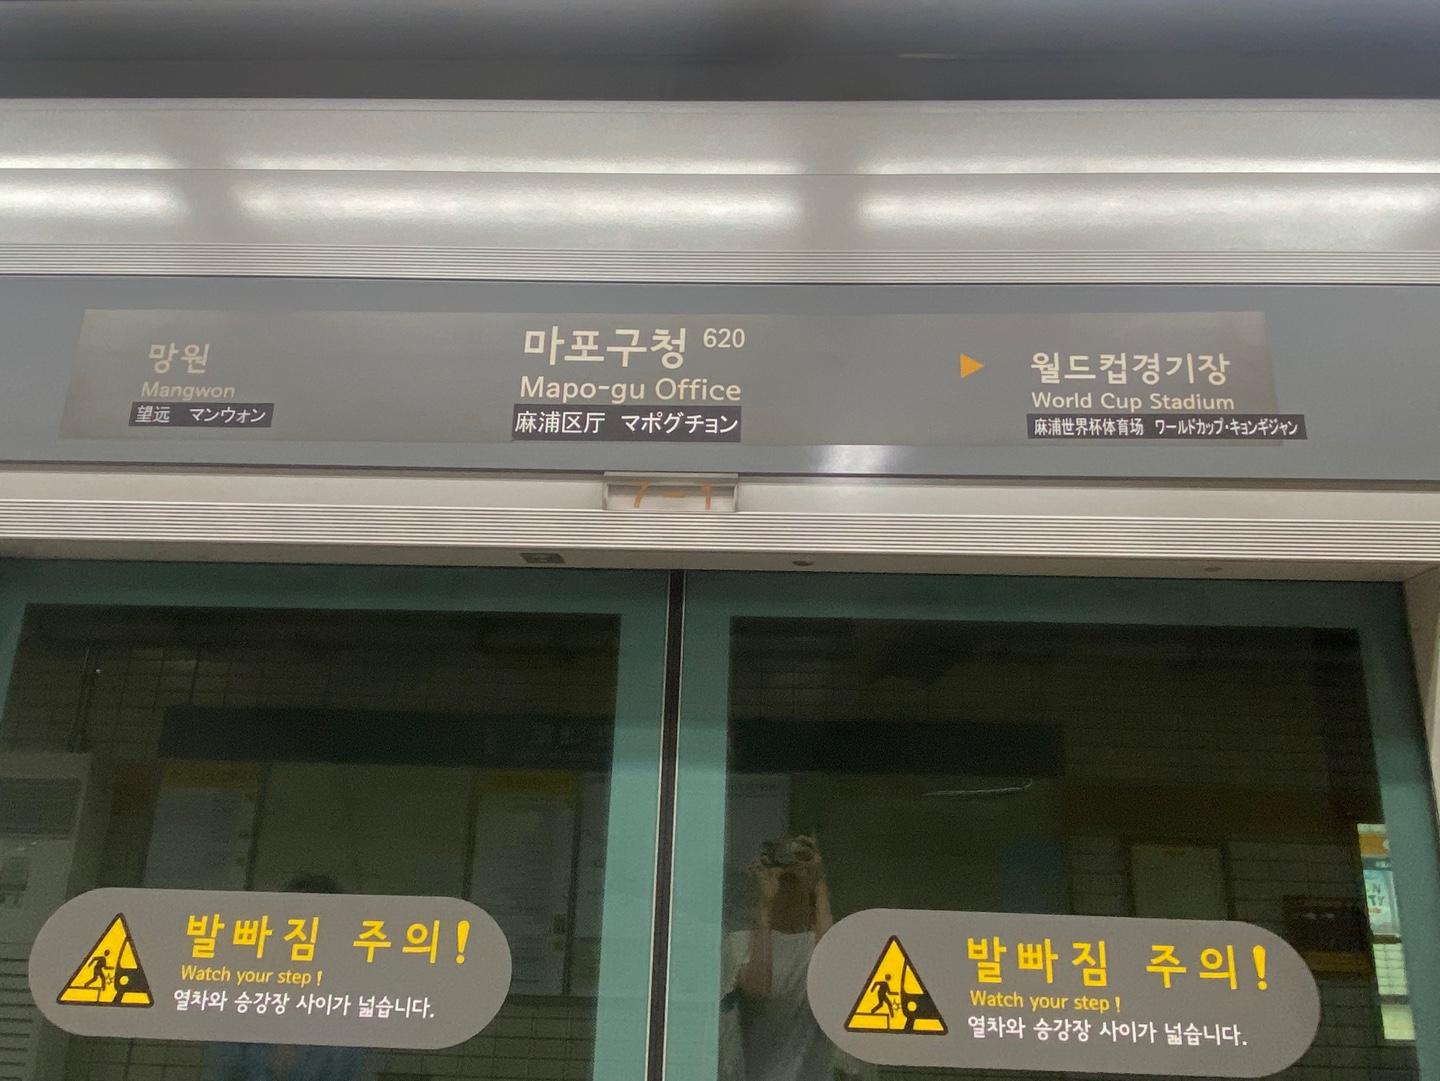 망원
Mangwon
望远 マンウォン
마포구청 620
Mapo-gu Office
麻浦区厅 マポグチョン
월드컵경기장
World Cup Stadium
麻浦世界杯体育场 ワールドカップ・キョンギジャン
7-1
발빠짐 주의!
Watch your step!
열차와 승강장 사이가 넓습니다.
발빠짐 주의!
Watch your step!
열차와 승강장 사이가 넓습니다.